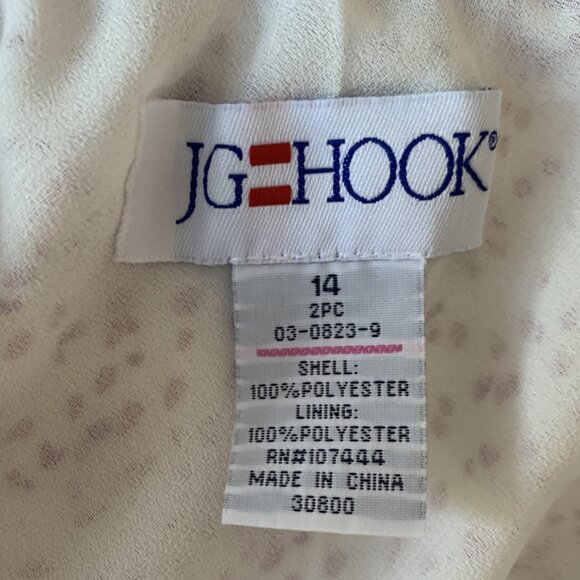 JG HOOK®
14
2PC
03-0823-9
SHELL:
100%POLYESTER
LINING:
100%POLYESTER
RN#107444
MADE IN CHINA
30800